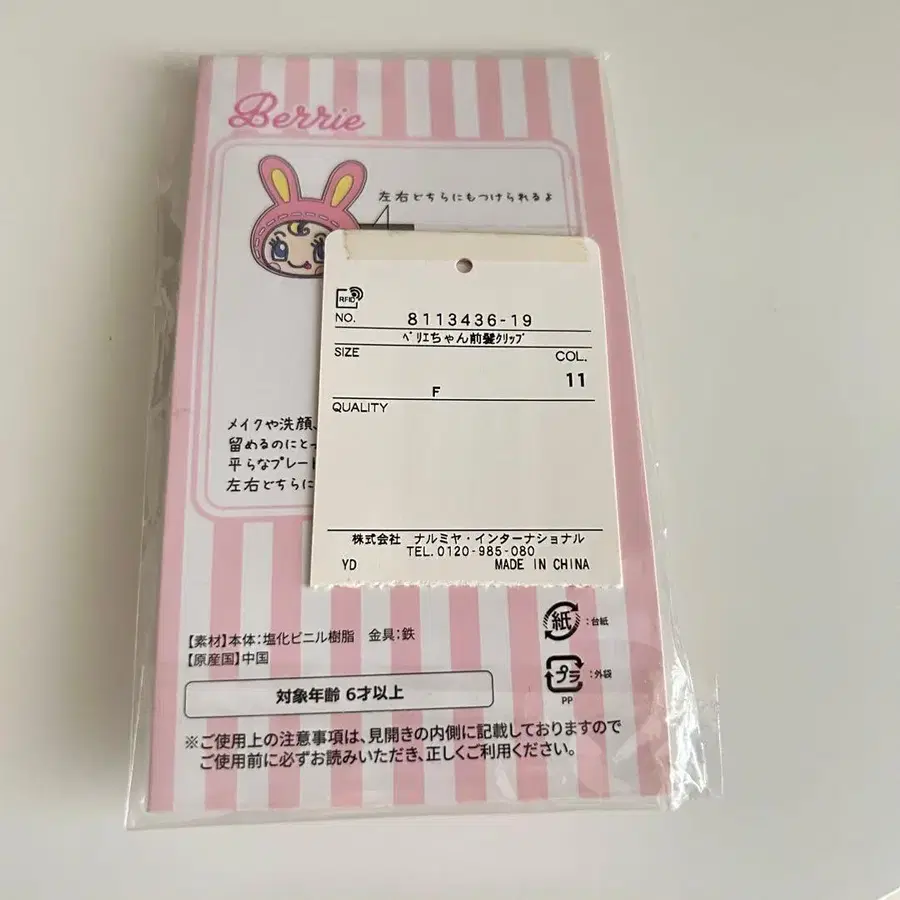 Berrie
左右どちらにもつけられるよ
RFID
NO. 8113436-19
ﾍﾞﾘｴちゃん前髪ｸﾘｯﾌﾟ
SIZE COL.
F 11
QUALITY
メイクや洗顔、
留めるのにと
平らなプレート
左右どちらに
株式会社 ナルミヤ・インターナショナル
TEL.0120-985-080
YD MADE IN CHINA
【素材】本体:塩化ビニル樹脂 金具:鉄
【原産国】中国
紙 :台紙
プラ :外袋
PP
対象年齢 6才以上
※ご使用上の注意事項は、見開きの内側に記載しておりますので
ご使用前に必ずお読みいただき、正しくご利用ください。